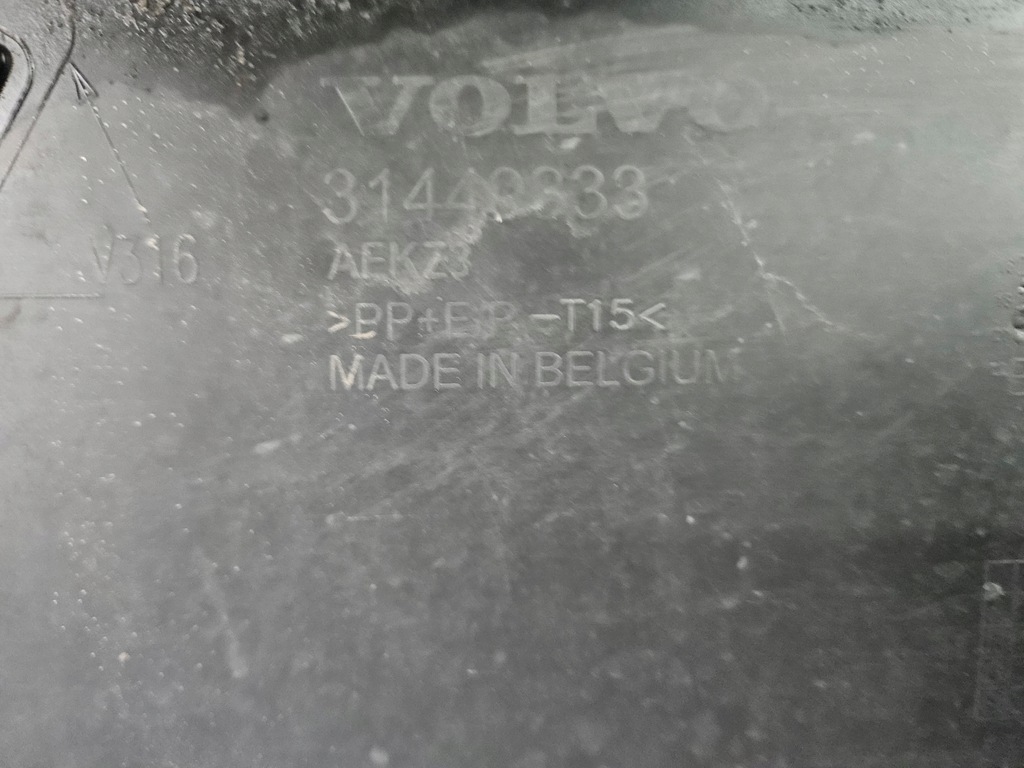 VOLVO
V316
AEKZ3
>PP+E/P -T15<
MADE IN BELGIUM